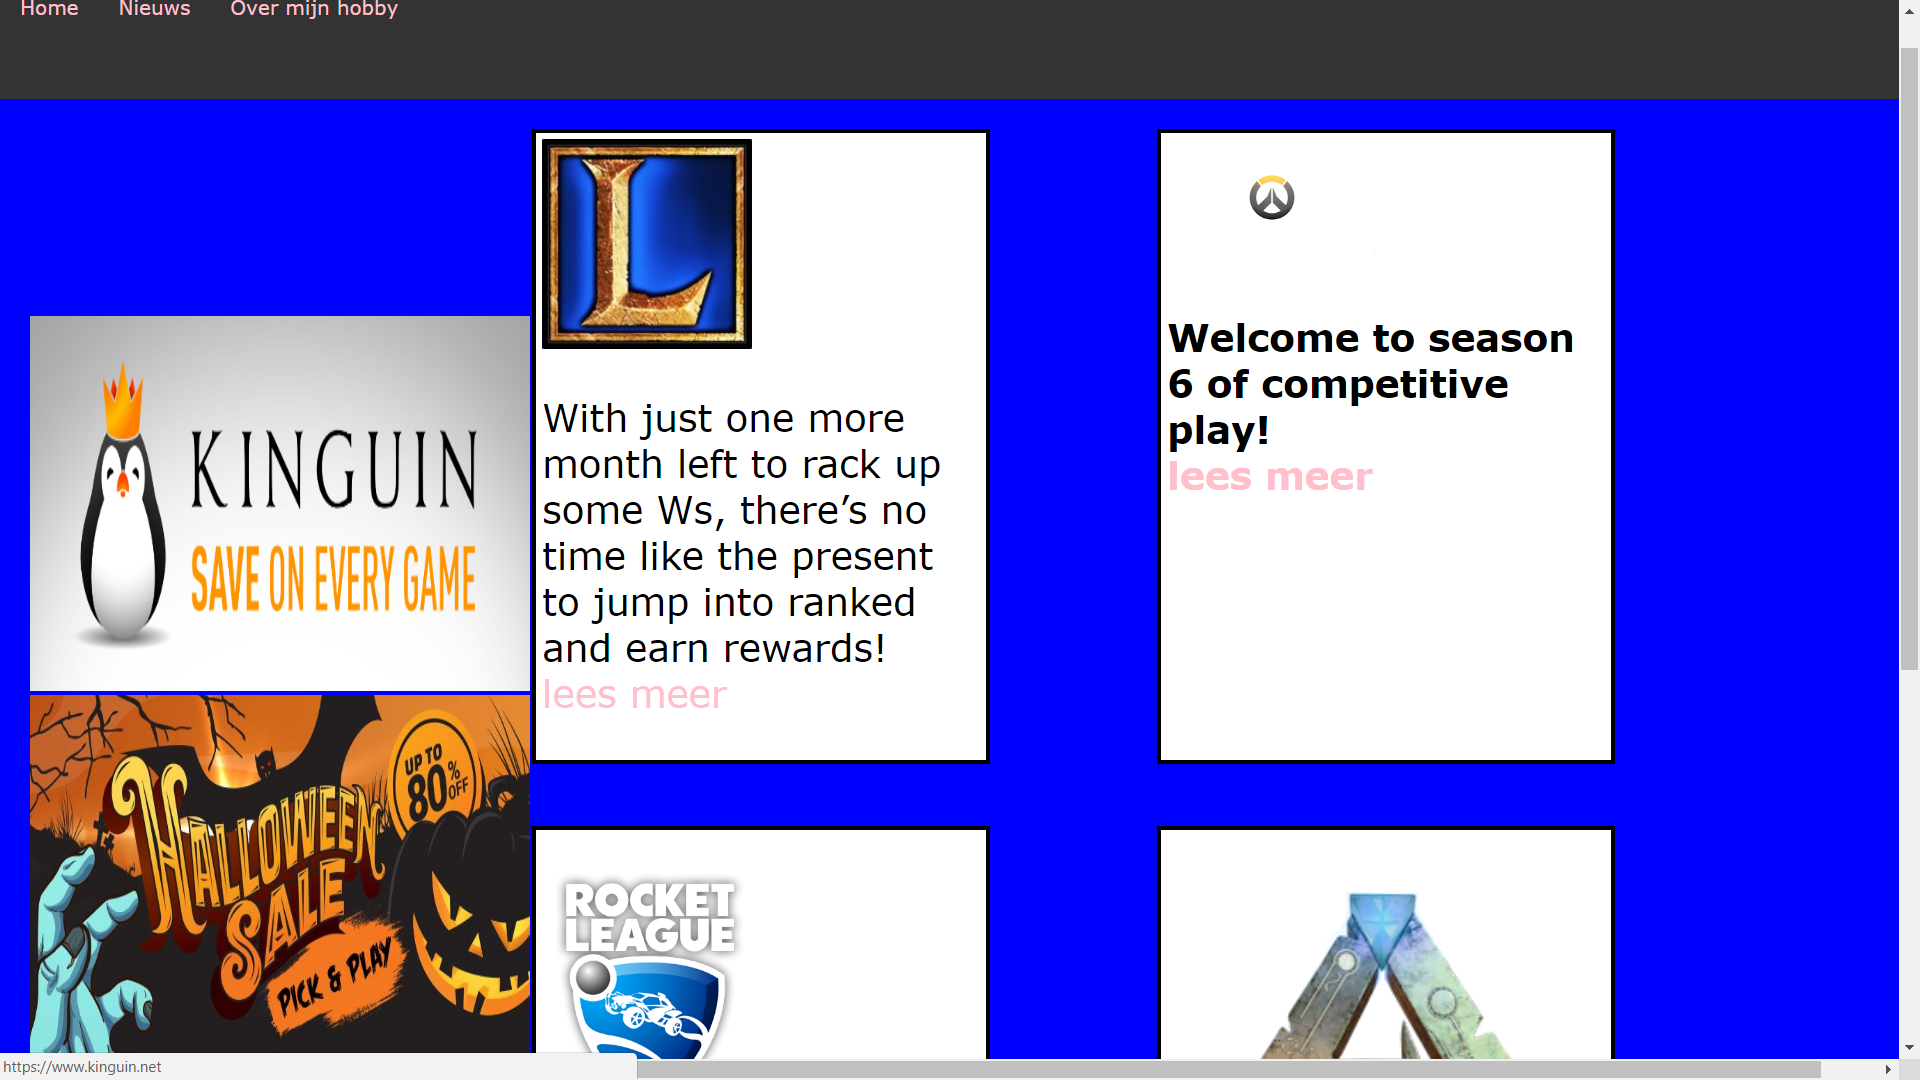 Home Nieuws Over mijn hobby
KINGUIN
SAVE ON EVERY GAME
UP TO
80%
OFF
HALLOWEEN
SALE
PICK & PLAY
L
With just one more
month left to rack up
some Ws, there’s no
time like the present
to jump into ranked
and earn rewards!
lees meer
Welcome to season
6 of competitive
play!
lees meer
ROCKET
LEAGUE
https://www.kinguin.net